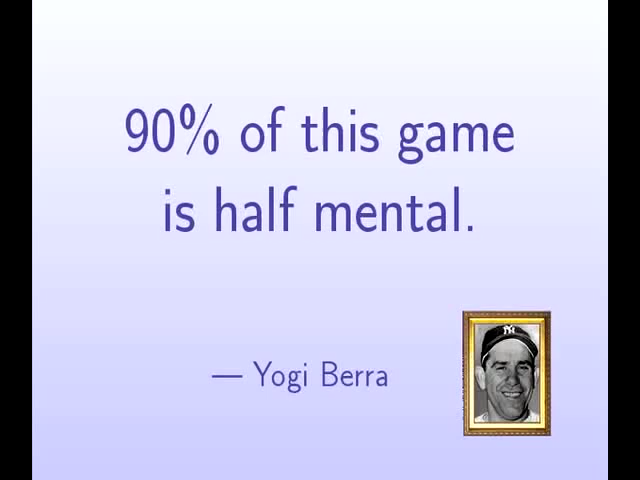 90% of this game
is half mental.
— Yogi Berra